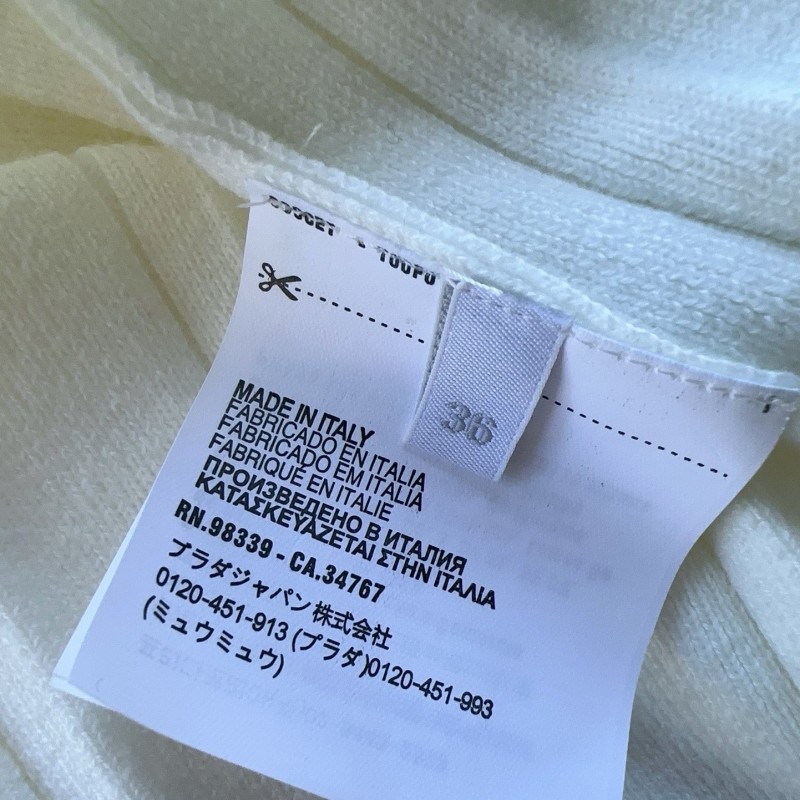 36
MADE IN ITALY
FABRICADO EN ITALIA
FABRICADO EM ITALIA
FABRIQUÉ EN ITALIE
ПРОИЗВЕДЕНО В ИТАЛИЯ
ΚΑΤΑΣΚΕΥΑΖΕΤΑΙ ΣΤΗΝ ΙΤΑΛΙΑ
RN.98339 - CA.34767
プラダジャパン株式会社
0120-451-913 (プラダ)0120-451-993
(ミュウミュウ)